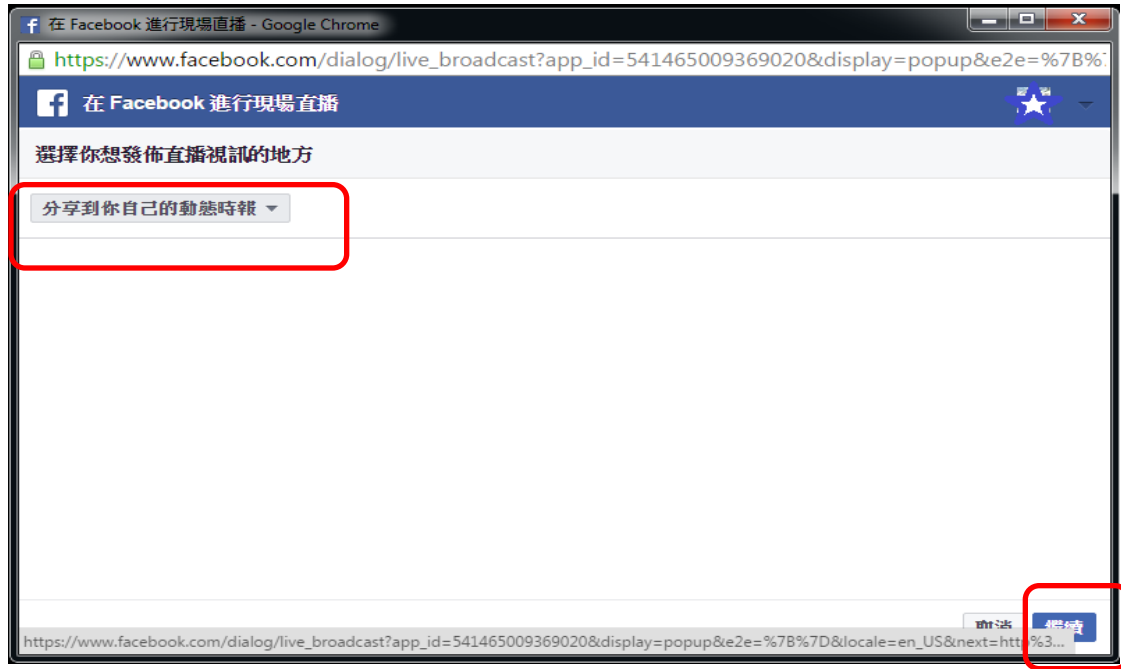 在 Facebook 進行現場直播 - Google Chrome
https://www.facebook.com/dialog/live_broadcast?app_id=541465009369020&display=popup&e2e=%7B%
在 Facebook 進行現場直播
選擇你想發佈直播視訊的地方
分享到你自己的動態時報
取消 繼續
https://www.facebook.com/dialog/live_broadcast?app_id=541465009369020&display=popup&e2e=%7B%7D&locale=en_US&next=http%3...